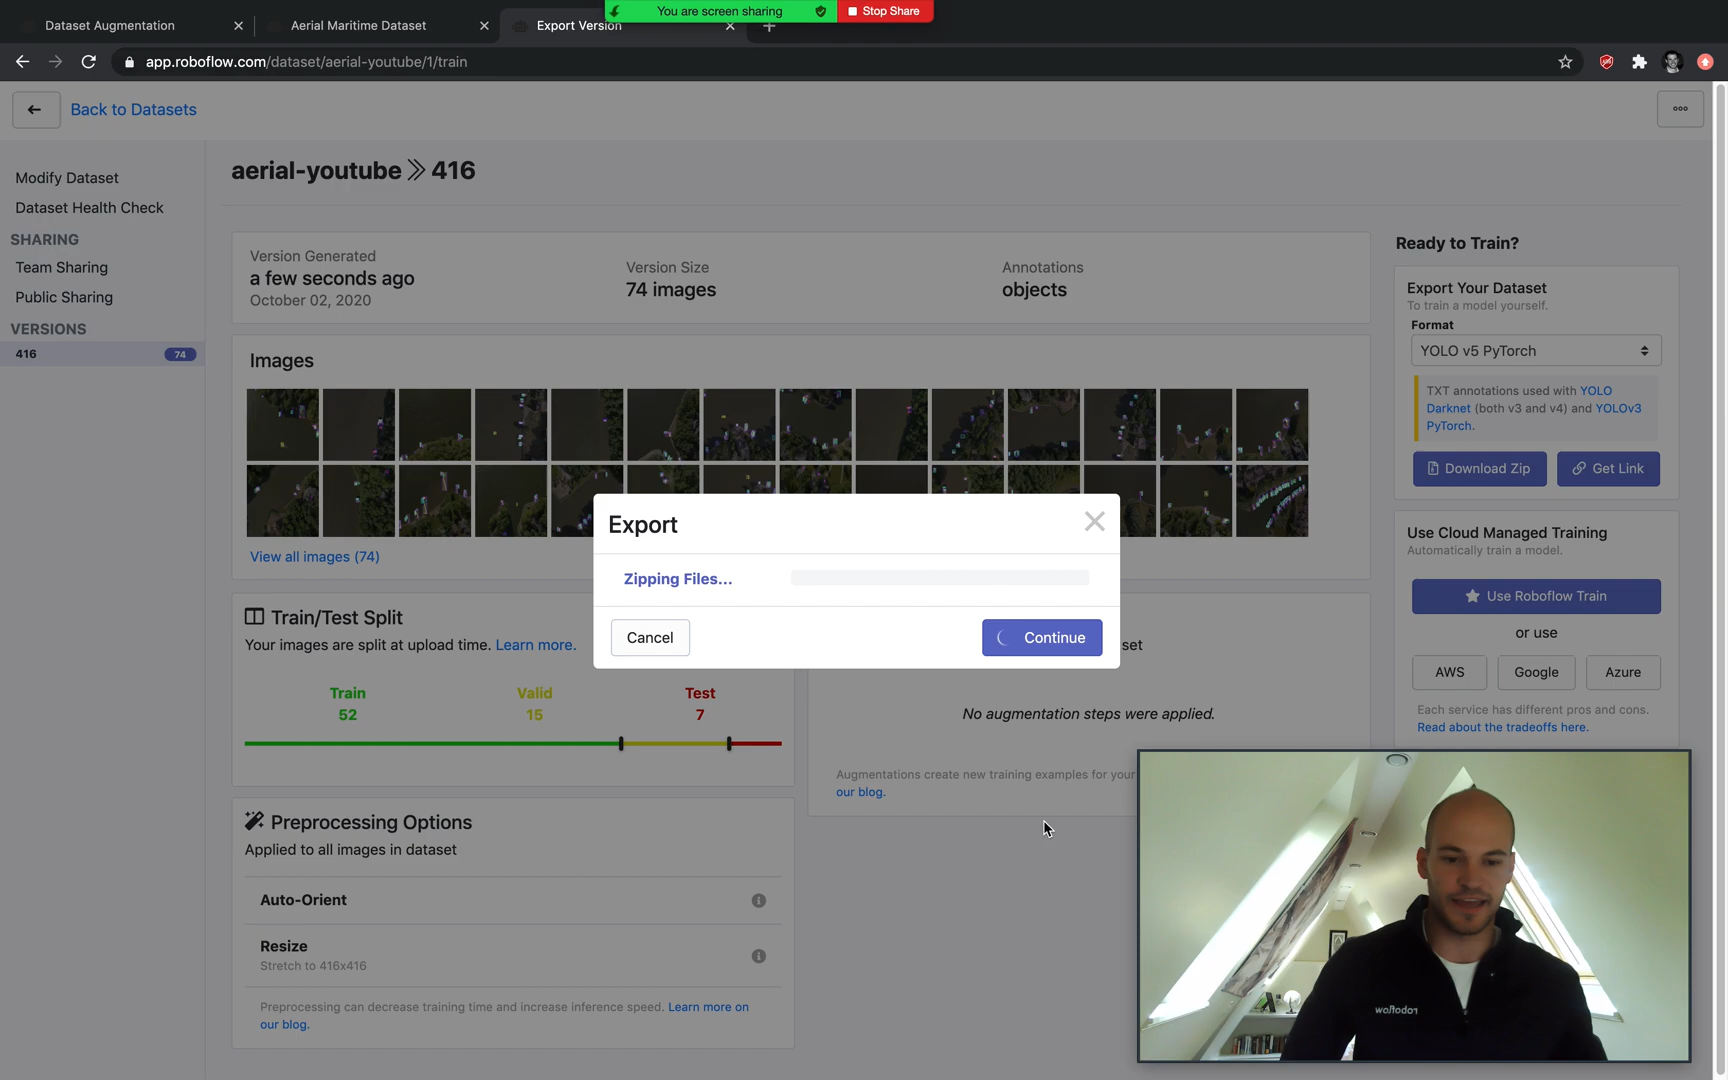 Dataset Augmentation
Aerial Maritime Dataset
Export Version
You are screen sharing
Stop Share
app.roboflow.com/dataset/aerial-youtube/1/train
Back to Datasets
Modify Dataset
Dataset Health Check
SHARING
Team Sharing
Public Sharing
VERSIONS
416
74
aerial-youtube >> 416
Version Generated
a few seconds ago
October 02, 2020
Version Size
74 images
Annotations
objects
Images
View all images (74)
Train/Test Split
Your images are split at upload time. Learn more.
Train
52
Valid
15
Test
7
Preprocessing Options
Applied to all images in dataset
Auto-Orient
Resize
Stretch to 416x416
Preprocessing can decrease training time and increase inference speed. Learn more on
our blog.
Export
Zipping Files...
Cancel
Continue
set
No augmentation steps were applied.
Augmentations create new training examples for your
our blog.
Ready to Train?
Export Your Dataset
To train a model yourself.
Format
YOLO v5 PyTorch
TXT annotations used with YOLO
Darknet (both v3 and v4) and YOLOv3
PyTorch.
Download Zip
Get Link
Use Cloud Managed Training
Automatically train a model.
Use Roboflow Train
or use
AWS
Google
Azure
Each service has different pros and cons.
Read about the tradeoffs here.
roboflow